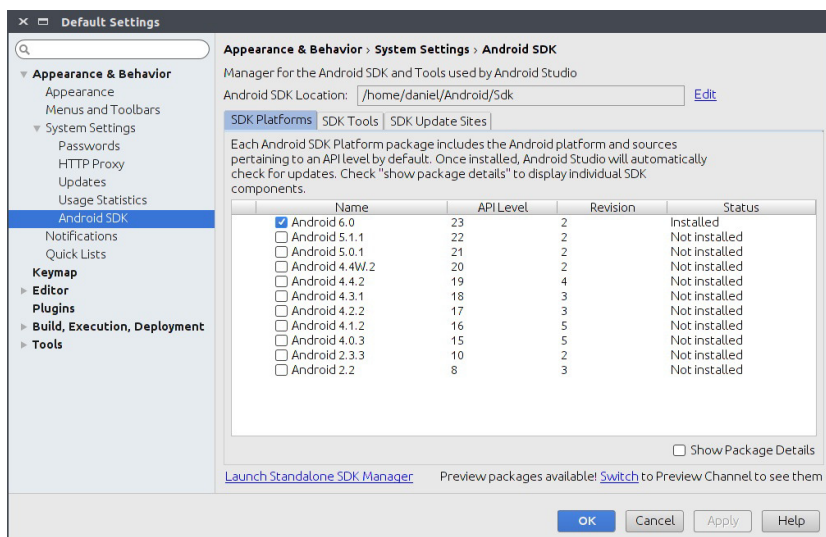 Default Settings
Appearance & Behavior
Appearance
Menus and Toolbars
System Settings
Passwords
HTTP Proxy
Updates
Usage Statistics
Android SDK
Notifications
Quick Lists
Keymap
Editor
Plugins
Build, Execution, Deployment
Tools
Appearance & Behavior › System Settings › Android SDK
Manager for the Android SDK and Tools used by Android Studio
Android SDK Location: /home/daniel/Android/Sdk Edit
SDK Platforms SDK Tools SDK Update Sites
Each Android SDK Platform package includes the Android platform and sources
pertaining to an API level by default. Once installed, Android Studio will automatically
check for updates. Check "show package details" to display individual SDK
components.
Name API Level Revision Status
Android 6.0 23 2 Installed
Android 5.1.1 22 2 Not installed
Android 5.0.1 21 2 Not installed
Android 4.4W.2 20 2 Not installed
Android 4.4.2 19 4 Not installed
Android 4.3.1 18 3 Not installed
Android 4.2.2 17 3 Not installed
Android 4.1.2 16 5 Not installed
Android 4.0.3 15 5 Not installed
Android 2.3.3 10 2 Not installed
Android 2.2 8 3 Not installed
Show Package Details
Launch Standalone SDK Manager Preview packages available! Switch to Preview Channel to see them
OK Cancel Apply Help